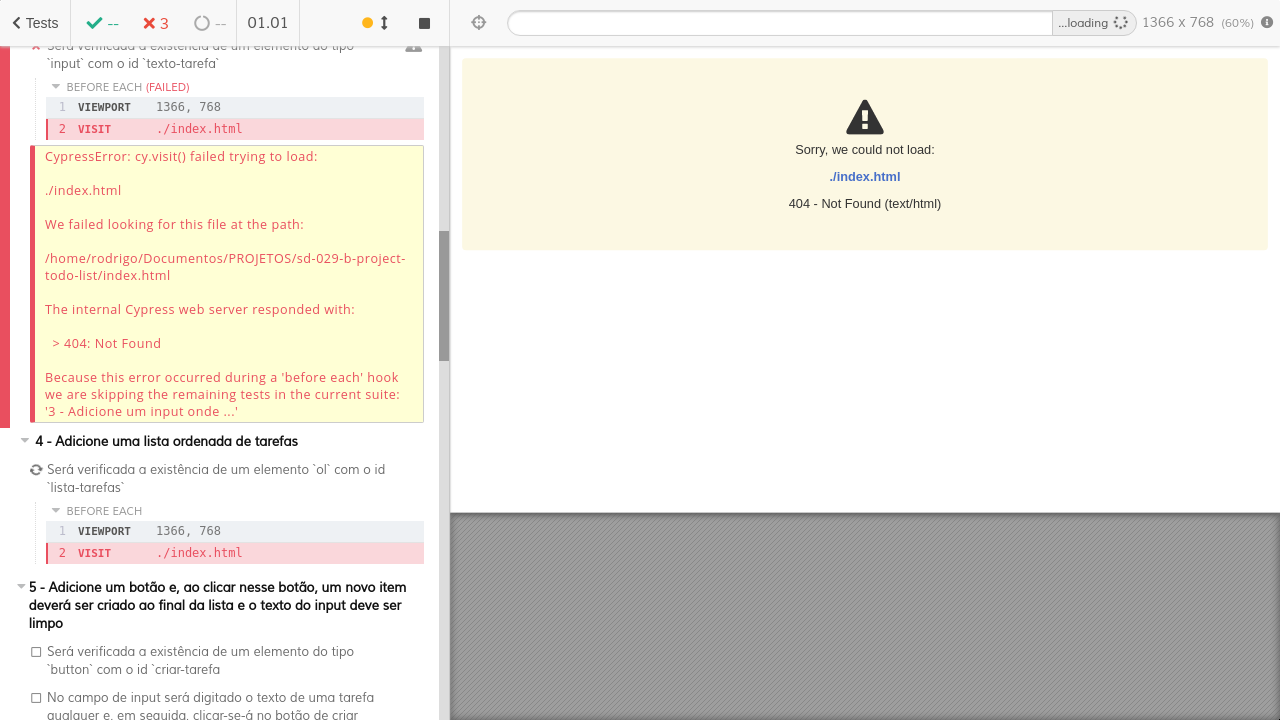 Tests
--
3
--
01.01
...loading
1366 x 768 (60%)
Será verificada a existência de um elemento do tipo
`input` com o id `texto-tarefa`
BEFORE EACH (FAILED)
1 VIEWPORT 1366, 768
2 VISIT ./index.html
CypressError: cy.visit() failed trying to load:
./index.html
We failed looking for this file at the path:
/home/rodrigo/Documentos/PROJETOS/sd-029-b-project-
todo-list/index.html
The internal Cypress web server responded with:
> 404: Not Found
Because this error occurred during a 'before each' hook
we are skipping the remaining tests in the current suite:
'3 - Adicione um input onde ...'
4 - Adicione uma lista ordenada de tarefas
Será verificada a existência de um elemento `ol` com o id
`lista-tarefas`
BEFORE EACH
1 VIEWPORT 1366, 768
2 VISIT ./index.html
5 - Adicione um botão e, ao clicar nesse botão, um novo item
deverá ser criado ao final da lista e o texto do input deve ser
limpo
Será verificada a existência de um elemento do tipo
`button` com o id `criar-tarefa
No campo de input será digitado o texto de uma tarefa
qualquer e, em seguida, clicar-se-á no botão de criar
Sorry, we could not load:
./index.html
404 - Not Found (text/html)